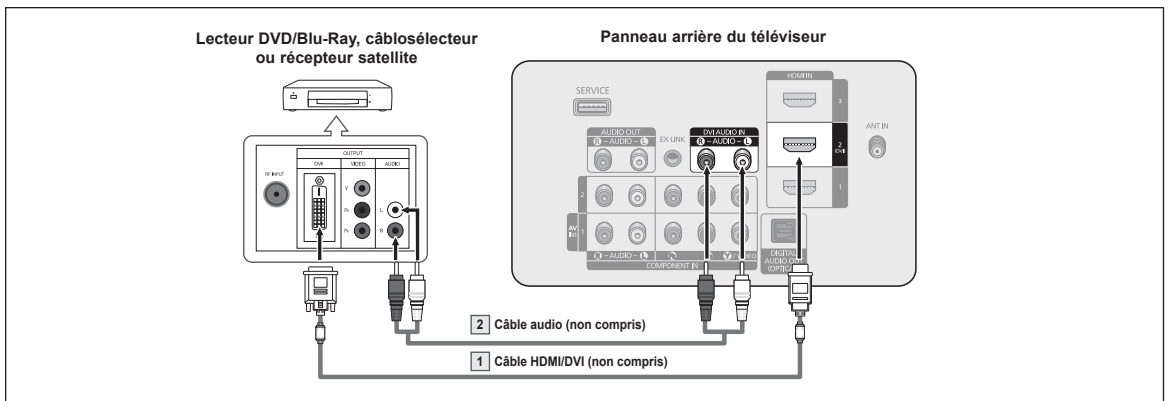 Lecteur DVD/Blu-Ray, câblosélecteur
ou récepteur satellite
Panneau arrière du téléviseur
OUTPUT
DVI
VIDEO
AUDIO
RF INPUT
Y
PB
PR
L
R
SERVICE
HDMI IN
3
2
(DVI)
1
ANT IN
AUDIO OUT
R - AUDIO - L
EX-LINK
DVI AUDIO IN
R - AUDIO - L
2
AV IN 1
1
R - AUDIO - L
Y/VIDEO
COMPONENT IN
DIGITAL
AUDIO OUT
(OPTICAL)
2 Câble audio (non compris)
1 Câble HDMI/DVI (non compris)